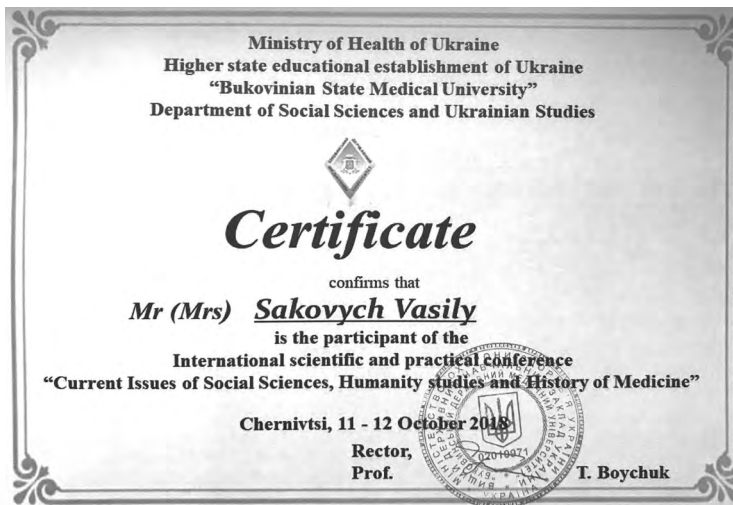 Ministry of Health of Ukraine
Higher state educational establishment of Ukraine
“Bukovinian State Medical University”
Department of Social Sciences and Ukrainian Studies
Certificate
confirms that
Mr (Mrs) Sakovych Vasily
is the participant of the
International scientific and practical conference
“Current Issues of Social Sciences, Humanity studies and History of Medicine”
Chernivtsi, 11 - 12 October 2018
Rector,
Prof. T. Boychuk
02010971
УКРАЇНА